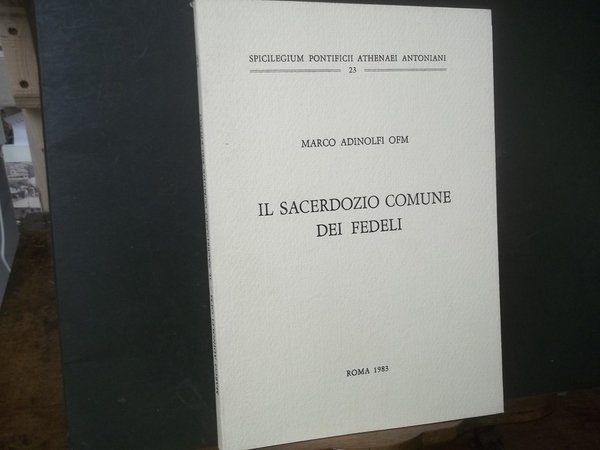 SPICILEGIUM PONTIFICII ATHENAEI ANTONIANI
23
MARCO ADINOLFI OFM
IL SACERDOZIO COMUNE
DEI FEDELI
ROMA 1983